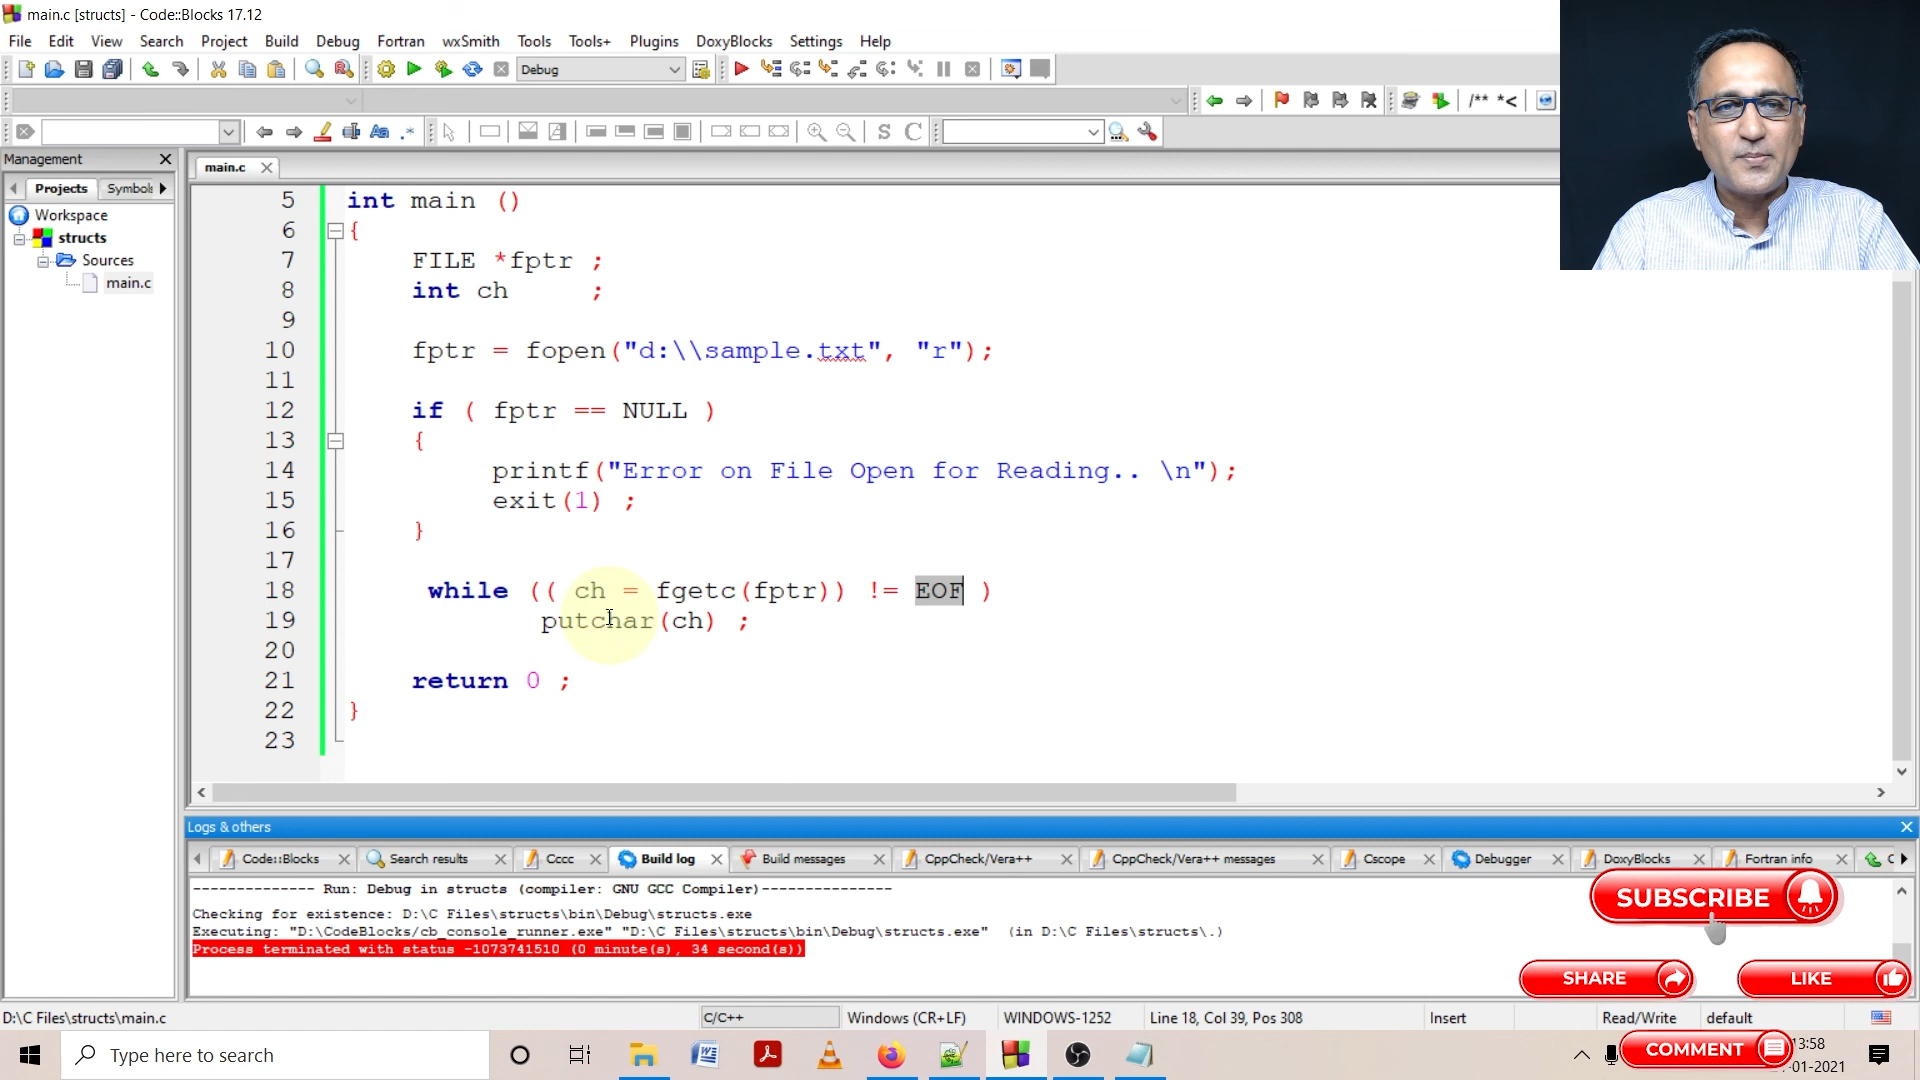 main.c [structs] - Code::Blocks 17.12
File Edit View Search Project Build Debug Fortran wxSmith Tools Tools+ Plugins DoxyBlocks Settings Help
Debug
/** *<
S C
Management
main.c
Projects Symbols
Workspace
structs
Sources
main.c
5 int main ()
6 {
7 FILE *fptr ;
8 int ch ;
9
10 fptr = fopen("d:\\sample.txt", "r");
11
12 if ( fptr == NULL )
13 {
14 printf("Error on File Open for Reading.. \n");
15 exit(1) ;
16 }
17
18 while (( ch = fgetc(fptr)) != EOF )
19 putchar(ch) ;
20
21 return 0 ;
22 }
23
Logs & others
Code::Blocks Search results Cccc Build log Build messages CppCheck/Vera++ CppCheck/Vera++ messages Cscope Debugger DoxyBlocks Fortran info
-------------- Run: Debug in structs (compiler: GNU GCC Compiler)---------------
Checking for existence: D:\C Files\structs\bin\Debug\structs.exe
Executing: "D:\CodeBlocks/cb_console_runner.exe" "D:\C Files\structs\bin\Debug\structs.exe" (in D:\C Files\structs\.)
Process terminated with status -1073741510 (0 minute(s), 34 second(s))
SUBSCRIBE
SHARE
LIKE
D:\C Files\structs\main.c C/C++ Windows (CR+LF) WINDOWS-1252 Line 18, Col 39, Pos 308 Insert Read/Write default
Type here to search
COMMENT
13:58
-01-2021